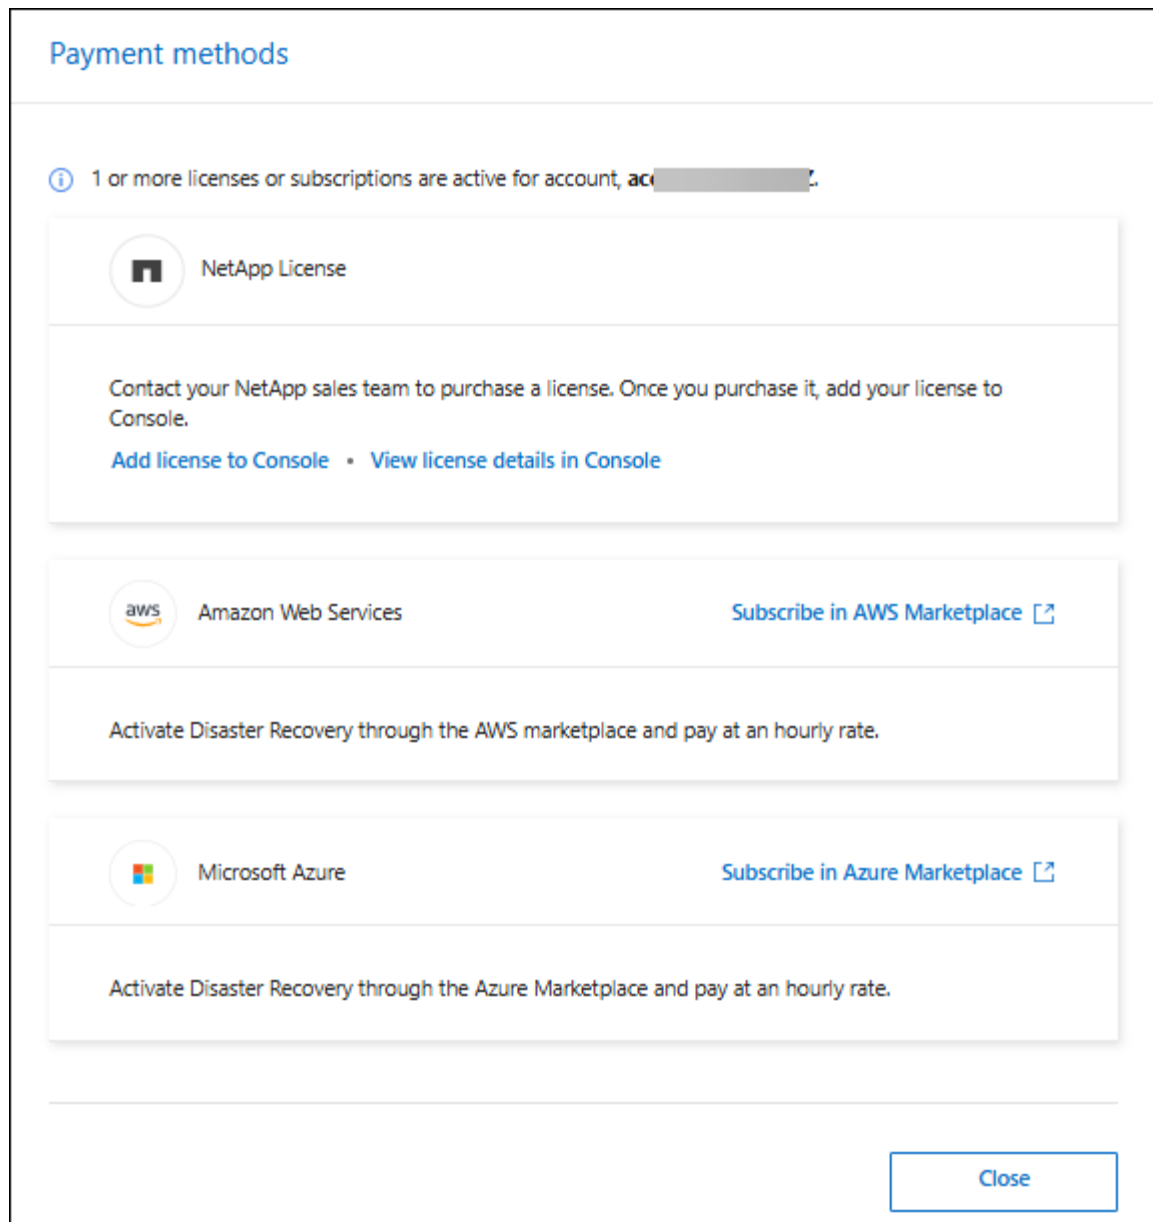 Payment methods
1 or more licenses or subscriptions are active for account,
NetApp License
Contact your NetApp sales team to purchase a license. Once you purchase it, add your license to
Console.
Add license to Console • View license details in Console
aws
Amazon Web Services
Subscribe in AWS Marketplace
Activate Disaster Recovery through the AWS marketplace and pay at an hourly rate.
Microsoft Azure
Subscribe in Azure Marketplace
Activate Disaster Recovery through the Azure Marketplace and pay at an hourly rate.
Close